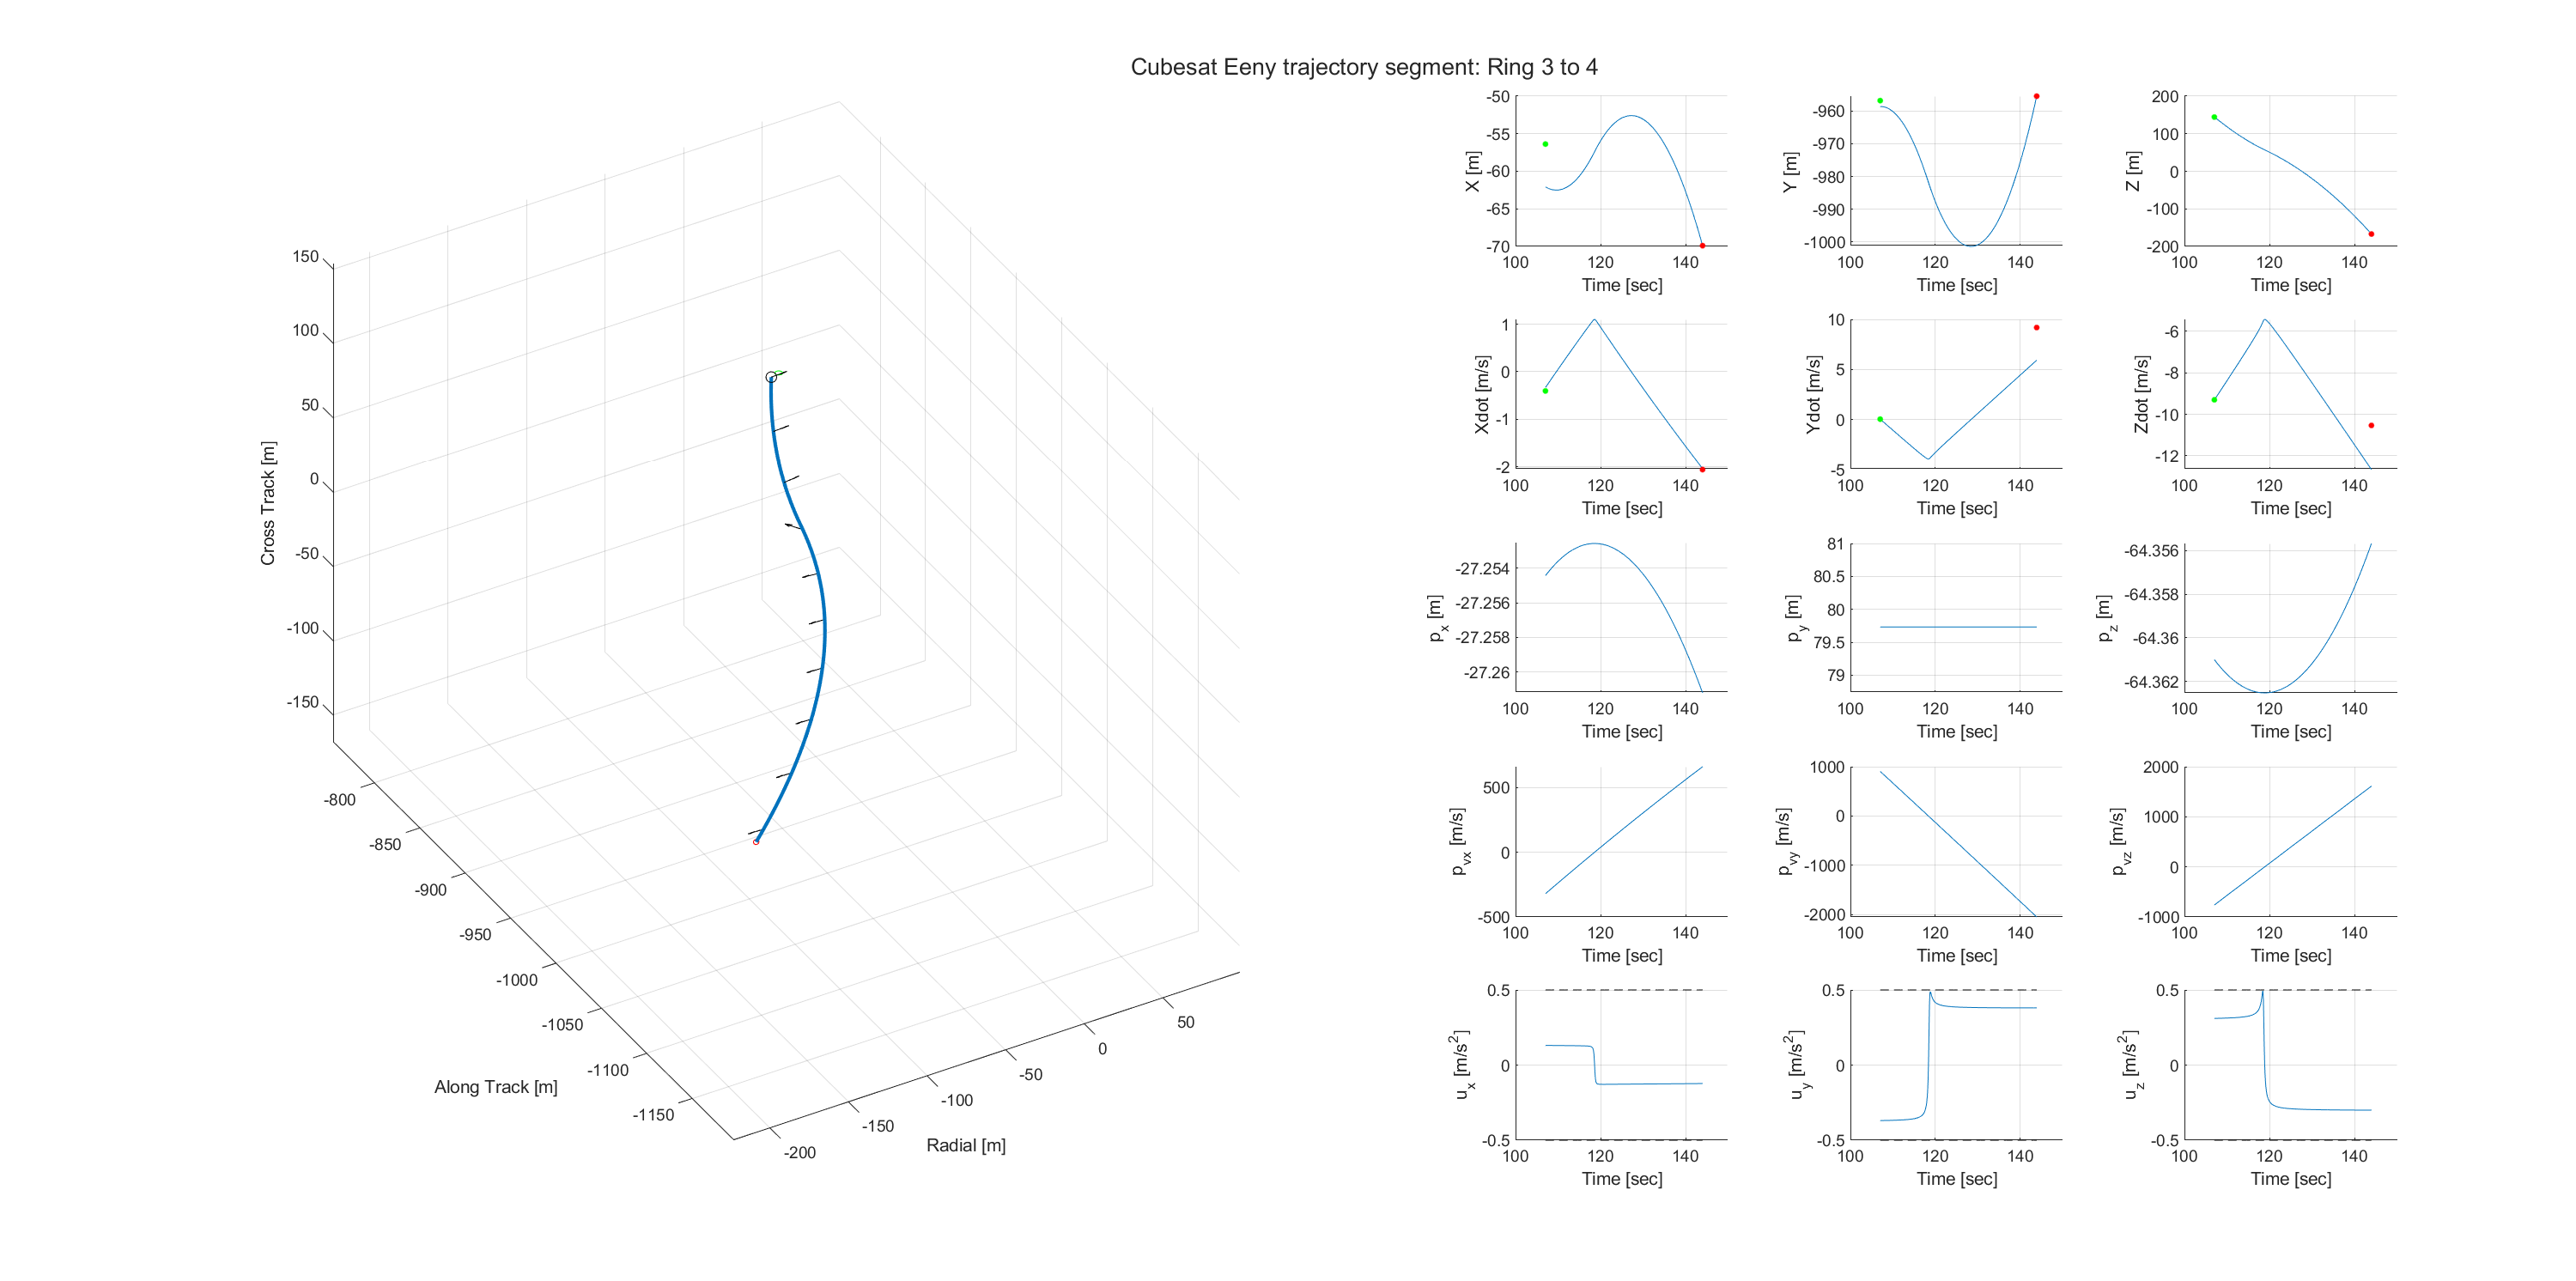 Cubesat Eeny trajectory segment: Ring 3 to 4
150
100
50
0
-50
-100
-150
Cross Track [m]
-800
-850
-900
-950
-1000
-1050
-1100
-1150
Along Track [m]
-200
-150
-100
-50
0
50
Radial [m]
-50
-55
-60
-65
-70
X [m]
100 120 140
Time [sec]
-960
-970
-980
-990
-1000
Y [m]
100 120 140
Time [sec]
200
100
0
-100
-200
Z [m]
100 120 140
Time [sec]
1
0
-1
-2
Xdot [m/s]
100 120 140
Time [sec]
10
5
0
-5
Ydot [m/s]
100 120 140
Time [sec]
-6
-8
-10
-12
Zdot [m/s]
100 120 140
Time [sec]
-27.254
-27.256
-27.258
-27.26
p_x [m]
100 120 140
Time [sec]
81
80.5
80
79.5
79
p_y [m]
100 120 140
Time [sec]
-64.356
-64.358
-64.36
-64.362
p_z [m]
100 120 140
Time [sec]
500
0
-500
p_vx [m/s]
100 120 140
Time [sec]
1000
0
-1000
-2000
p_vy [m/s]
100 120 140
Time [sec]
2000
1000
0
-1000
p_vz [m/s]
100 120 140
Time [sec]
0.5
0
-0.5
u_x [m/s²]
100 120 140
Time [sec]
0.5
0
-0.5
u_y [m/s²]
100 120 140
Time [sec]
0.5
0
-0.5
u_z [m/s²]
100 120 140
Time [sec]